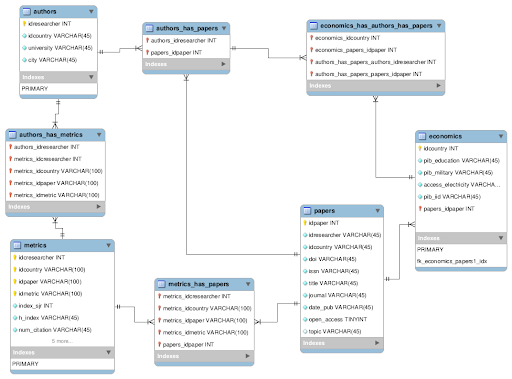 authors
idresearcher INT
idcountry VARCHAR(45)
university VARCHAR(45)
city VARCHAR(45)
Indexes
PRIMARY
authors_has_papers
authors_idresearcher INT
papers_idpaper INT
Indexes
economics_has_authors_has_papers
economics_idcountry INT
economics_papers_idpaper INT
authors_has_papers_authors_idresearcher INT
authors_has_papers_papers_idpaper INT
Indexes
authors_has_metrics
authors_idresearcher INT
metrics_idcresearcher INT
metrics_idcountry VARCHAR(100)
metrics_idpaper VARCHAR(100)
metrics_idmetric VARCHAR(100)
Indexes
economics
idcountry INT
pib_education VARCHAR(45)
pib_military VARCHAR(45)
access_electricity VARCHA...
pib_iid VARCHAR(45)
papers_idpaper INT
Indexes
PRIMARY
fk_economics_papers1_idx
papers
idpaper INT
idresearcher VARCHAR(45)
idcountry VARCHAR(45)
doi VARCHAR(45)
issn VARCHAR(45)
title VARCHAR(45)
journal VARCHAR(45)
date_pub VARCHAR(45)
open_access TINYINT
topic VARCHAR(45)
Indexes
metrics
idcresearcher INT
idcountry VARCHAR(100)
idpaper VARCHAR(100)
idmetric VARCHAR(100)
index_sjr INT
h_index VARCHAR(45)
num_citation VARCHAR(45)
Indexes
PRIMARY
metrics_has_papers
metrics_idcresearcher INT
metrics_idcountry VARCHAR(100)
metrics_idpaper VARCHAR(100)
metrics_idmetric VARCHAR(100)
papers_idpaper INT
Indexes